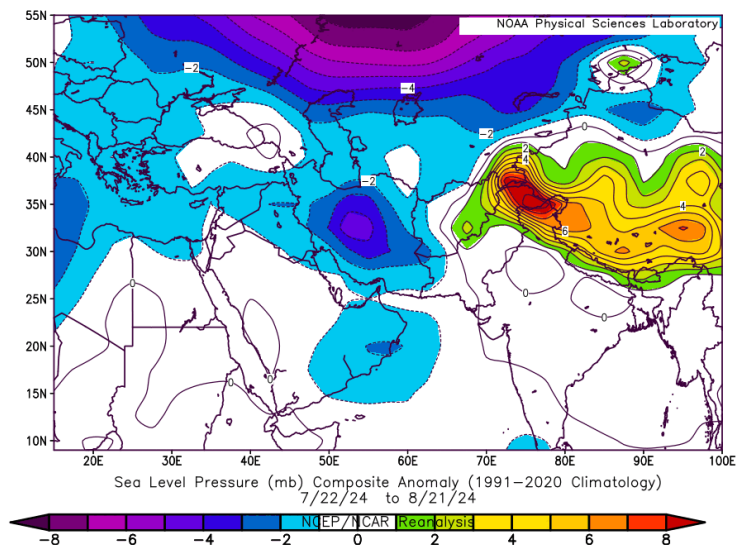 NOAA Physical Sciences Laboratory
55N
50N
45N
40N
35N
30N
25N
20N
15N
10N
-2
-4
-2
-2
0
2
2
4
4
6
0
0
0
0
0
20E 30E 40E 50E 60E 70E 80E 90E 100E
Sea Level Pressure (mb) Composite Anomaly (1991-2020 Climatology)
7/22/24 to 8/21/24
NCEP/NCAR Reanalysis
-8 -6 -4 -2 0 2 4 6 8